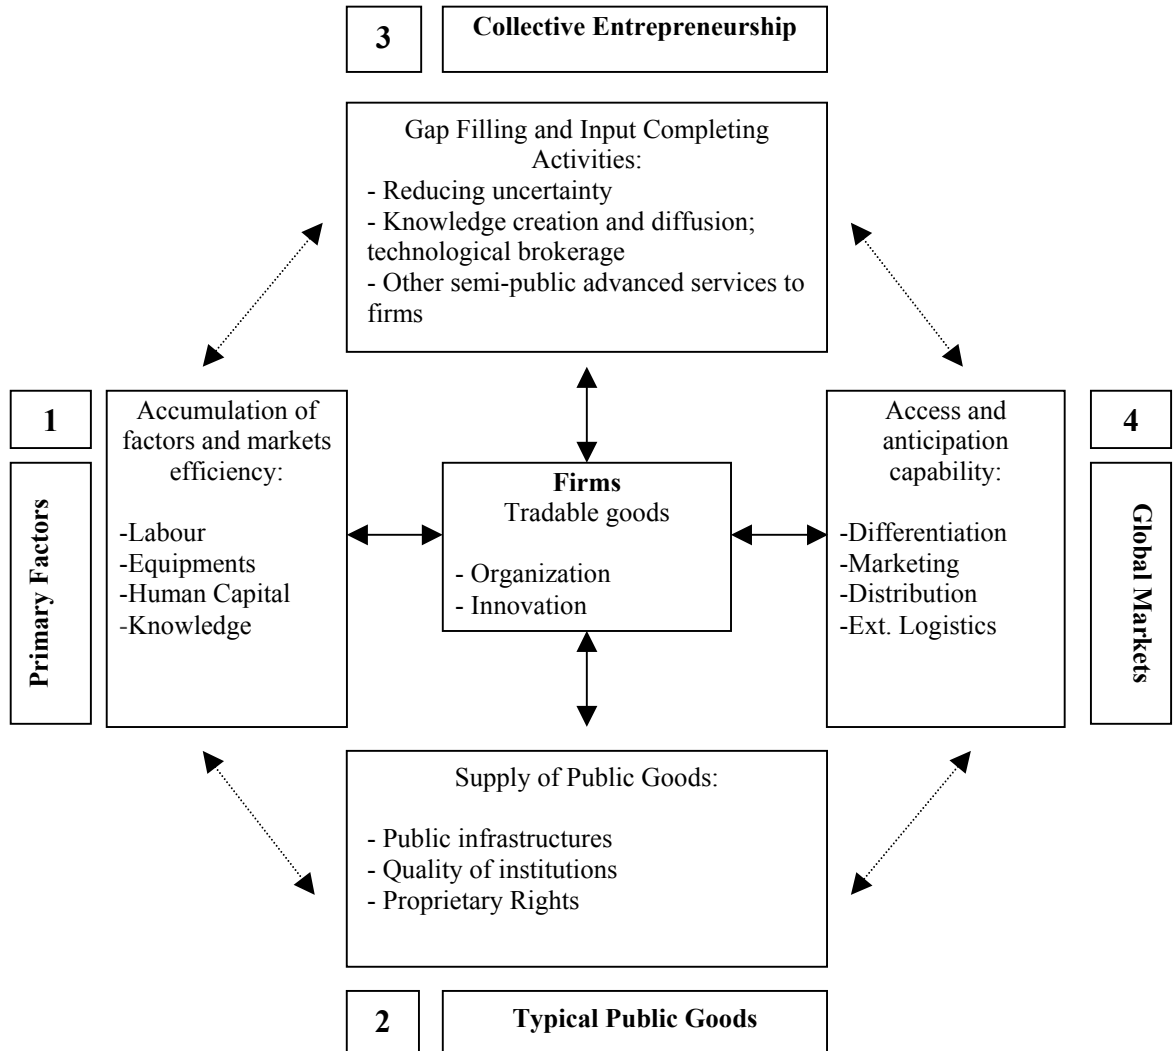 3
Collective Entrepreneurship
Gap Filling and Input Completing
Activities:
- Reducing uncertainty
- Knowledge creation and diffusion;
technological brokerage
- Other semi-public advanced services to
firms
1
Primary Factors
Accumulation of
factors and markets
efficiency:
-Labour
-Equipments
-Human Capital
-Knowledge
Firms
Tradable goods
- Organization
- Innovation
Access and
anticipation
capability:
-Differentiation
-Marketing
-Distribution
-Ext. Logistics
4
Global Markets
Supply of Public Goods:
- Public infrastructures
- Quality of institutions
- Proprietary Rights
2
Typical Public Goods